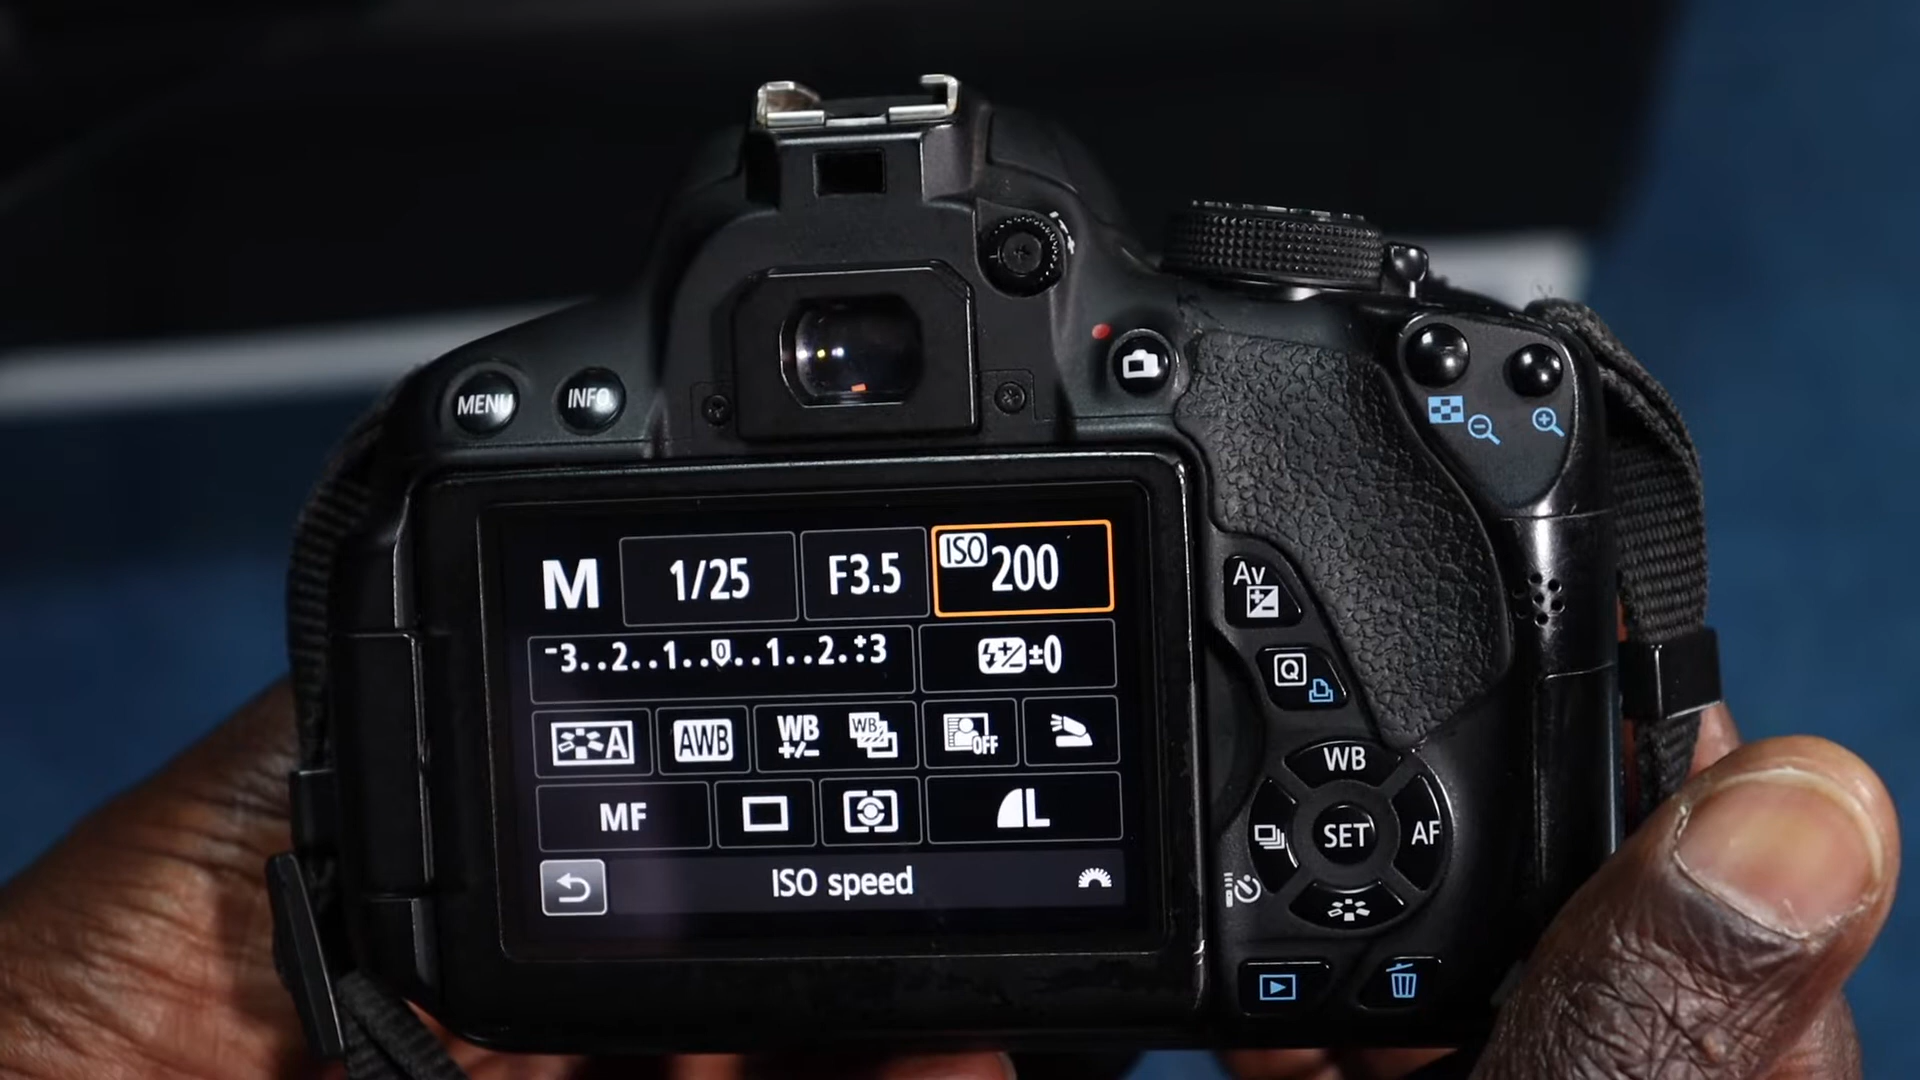 MENU INFO
M 1/25 F3.5 ISO 200
-3..2..1..0..1..2.:+3 ±0
A AWB WB +/- WB OFF
MF L
ISO speed
Av
Q
WB
SET AF